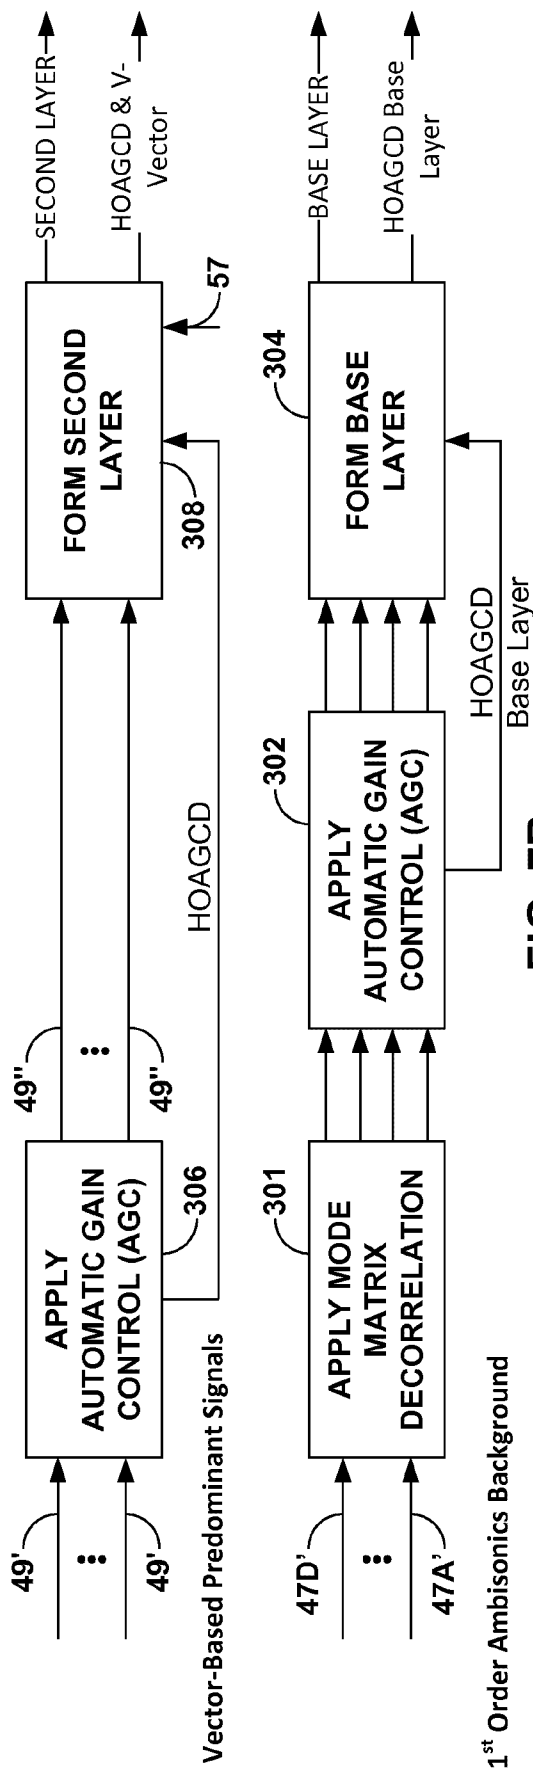 49'
49'
Vector-Based Predominant Signals
APPLY
AUTOMATIC GAIN
CONTROL (AGC)
306
49"
49"
HOAGCD
FORM SECOND
LAYER
308
57
SECOND LAYER
HOAGCD & V-
Vector
47D'
47A'
1st Order Ambisonics Background
APPLY MODE
MATRIX
DECORRELATION
301
APPLY
AUTOMATIC GAIN
CONTROL (AGC)
302
HOAGCD
Base Layer
FORM BASE
LAYER
304
BASE LAYER
HOAGCD Base
Layer